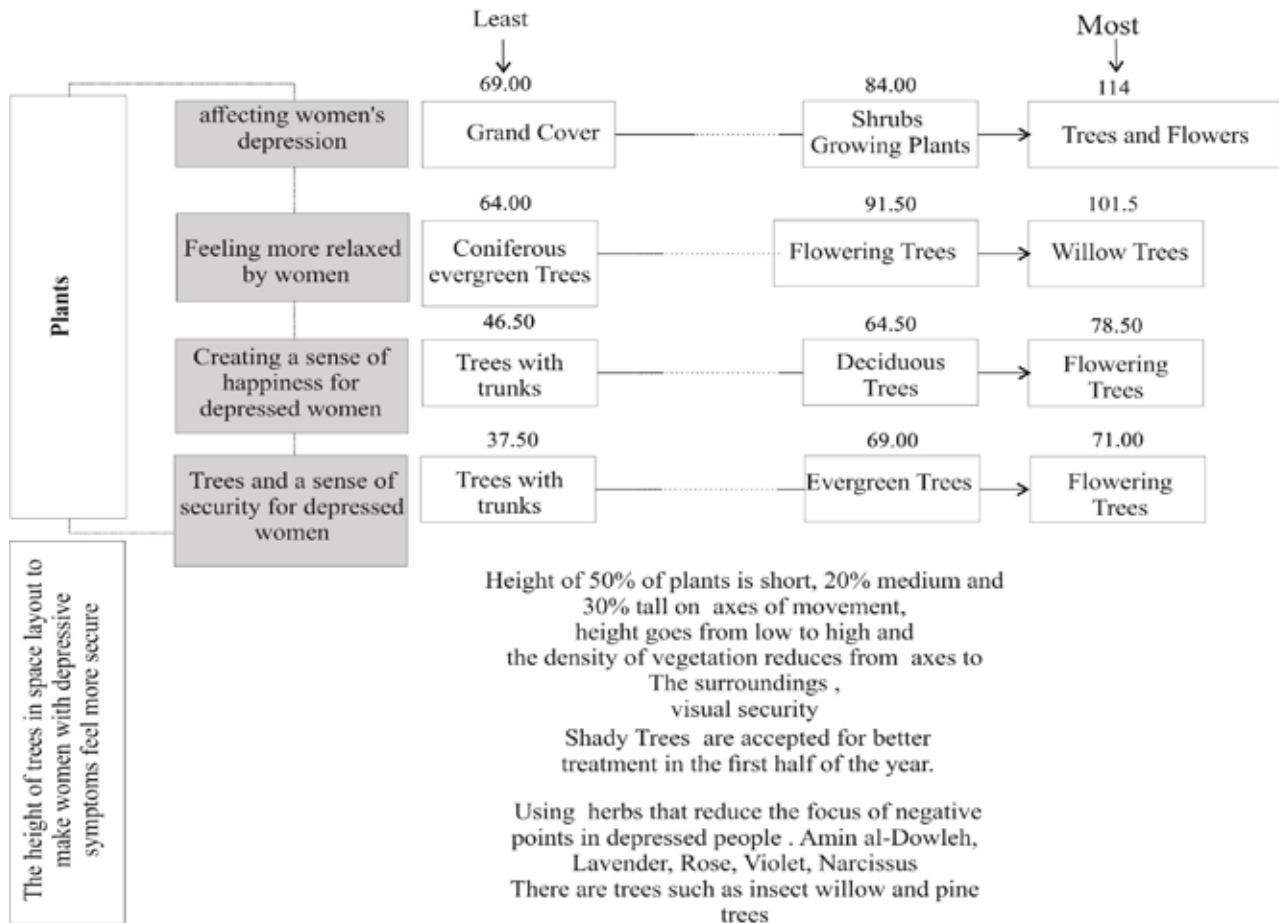 Least
Most
69.00
84.00
114
Plants
affecting women's
depression
Grand Cover
Shrubs
Growing Plants
Trees and Flowers
64.00
91.50
101.5
Feeling more relaxed
by women
Coniferous
evergreen Trees
Flowering Trees
Willow Trees
46.50
64.50
78.50
Creating a sense of
happiness for
depressed women
Trees with
trunks
Deciduous
Trees
Flowering
Trees
37.50
69.00
71.00
Trees and a sense of
security for depressed
women
Trees with
trunks
Evergreen Trees
Flowering
Trees
The height of trees in space layout to
make women with depressive
symptoms feel more secure
Height of 50% of plants is short, 20% medium and
30% tall on axes of movement,
height goes from low to high and
the density of vegetation reduces from axes to
The surroundings ,
visual security
Shady Trees are accepted for better
treatment in the first half of the year.
Using herbs that reduce the focus of negative
points in depressed people . Amin al-Dowleh,
Lavender, Rose, Violet, Narcissus
There are trees such as insect willow and pine
trees